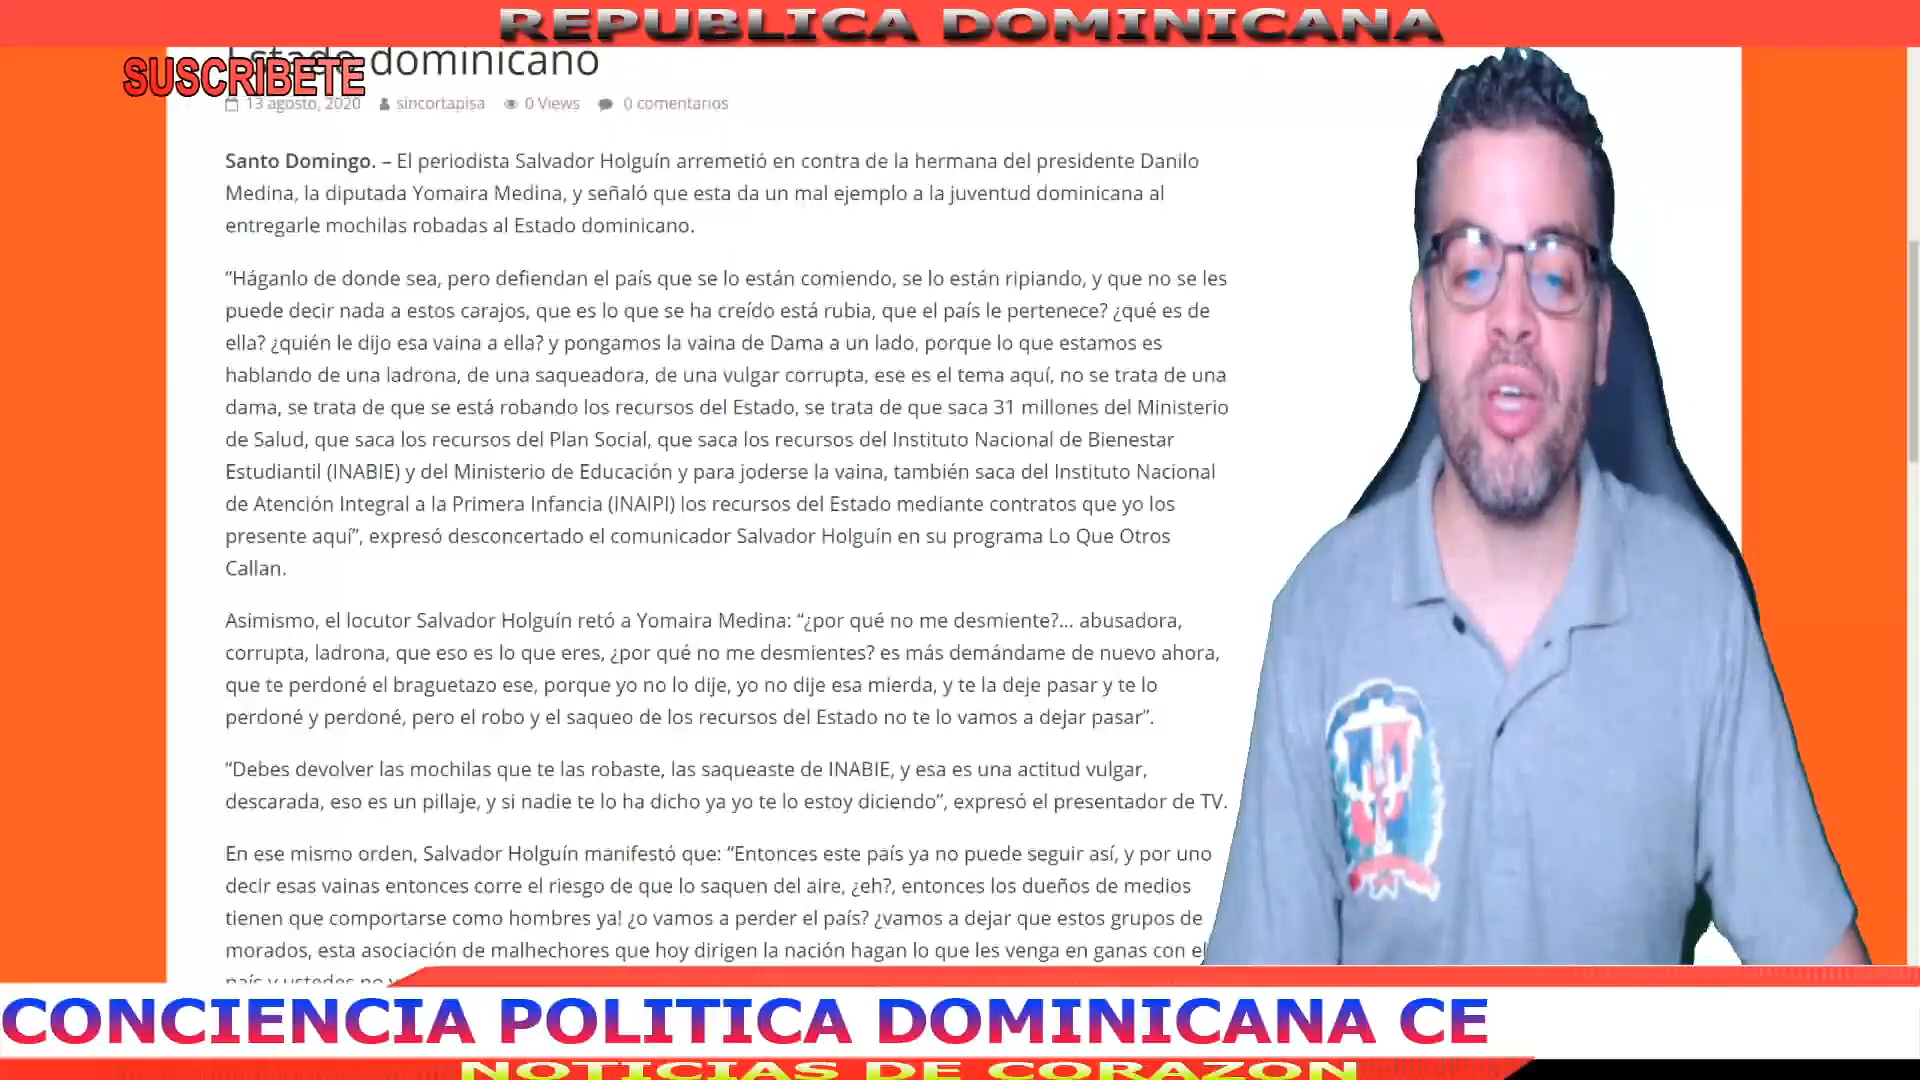 REPUBLICA DOMINICANA
Estado dominicano
SUSCRIBETE
13 agosto, 2020 sincortapisa 0 Views 0 comentarios
Santo Domingo. – El periodista Salvador Holguín arremetió en contra de la hermana del presidente Danilo
Medina, la diputada Yomaira Medina, y señaló que esta da un mal ejemplo a la juventud dominicana al
entregarle mochilas robadas al Estado dominicano.
“Háganlo de donde sea, pero defiendan el país que se lo están comiendo, se lo están ripiando, y que no se les
puede decir nada a estos carajos, que es lo que se ha creído está rubia, que el país le pertenece? ¿qué es de
ella? ¿quién le dijo esa vaina a ella? y pongamos la vaina de Dama a un lado, porque lo que estamos es
hablando de una ladrona, de una saqueadora, de una vulgar corrupta, ese es el tema aquí, no se trata de una
dama, se trata de que se está robando los recursos del Estado, se trata de que saca 31 millones del Ministerio
de Salud, que saca los recursos del Plan Social, que saca los recursos del Instituto Nacional de Bienestar
Estudiantil (INABIE) y del Ministerio de Educación y para joderse la vaina, también saca del Instituto Nacional
de Atención Integral a la Primera Infancia (INAIPI) los recursos del Estado mediante contratos que yo los
presente aquí”, expresó desconcertado el comunicador Salvador Holguín en su programa Lo Que Otros
Callan.
Asimismo, el locutor Salvador Holguín retó a Yomaira Medina: “¿por qué no me desmiente?... abusadora,
corrupta, ladrona, que eso es lo que eres, ¿por qué no me desmientes? es más demándame de nuevo ahora,
que te perdoné el braguetazo ese, porque yo no lo dije, yo no dije esa mierda, y te la deje pasar y te lo
perdoné y perdoné, pero el robo y el saqueo de los recursos del Estado no te lo vamos a dejar pasar”.
“Debes devolver las mochilas que te las robaste, las saqueaste de INABIE, y esa es una actitud vulgar,
descarada, eso es un pillaje, y si nadie te lo ha dicho ya yo te lo estoy diciendo”, expresó el presentador de TV.
En ese mismo orden, Salvador Holguín manifestó que: “Entonces este país ya no puede seguir así, y por uno
decir esas vainas entonces corre el riesgo de que lo saquen del aire, ¿eh?, entonces los dueños de medios
tienen que comportarse como hombres ya! ¿o vamos a perder el país? ¿vamos a dejar que estos grupos de
morados, esta asociación de malhechores que hoy dirigen la nación hagan lo que les venga en ganas con el
país y ustedes no
CONCIENCIA POLITICA DOMINICANA CE
NOTICIAS DE CORAZON